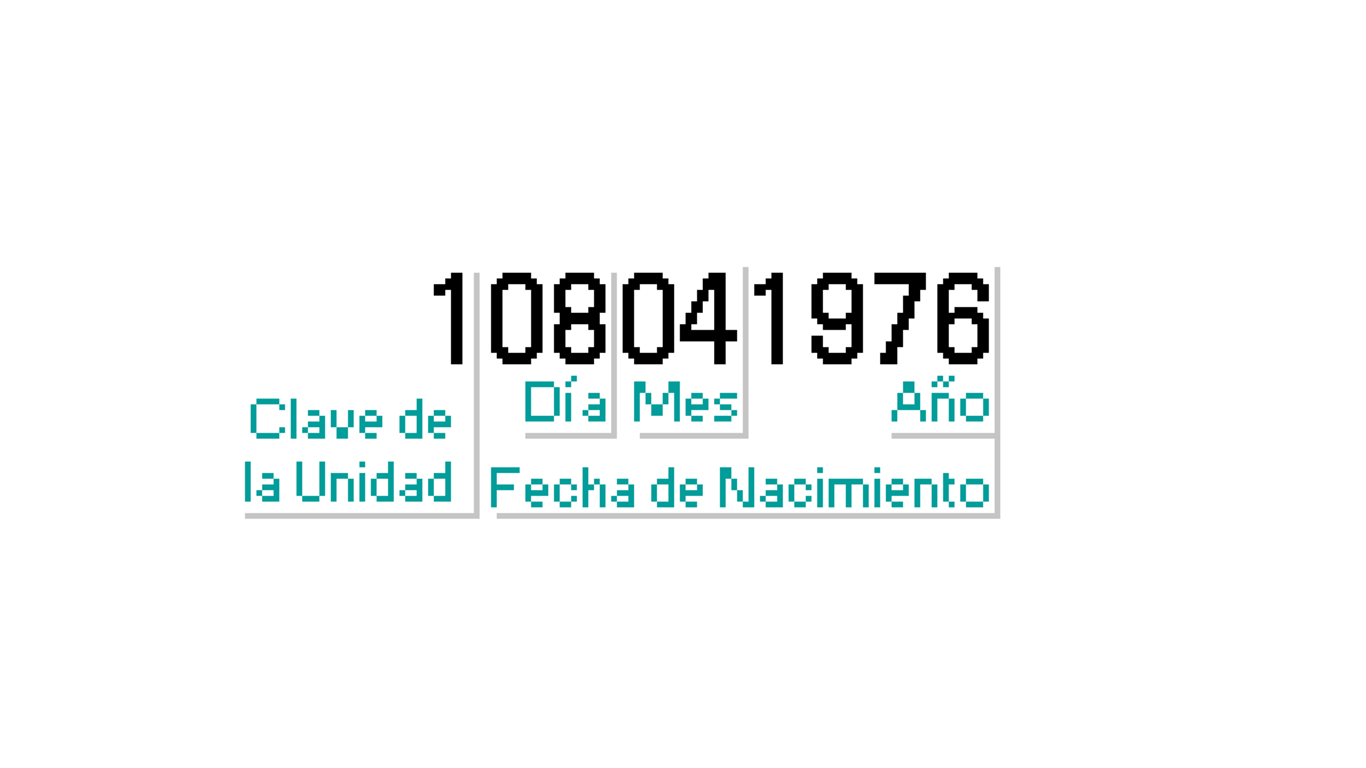 108041976
Día Mes Año
Clave de
la Unidad
Fecha de Nacimiento